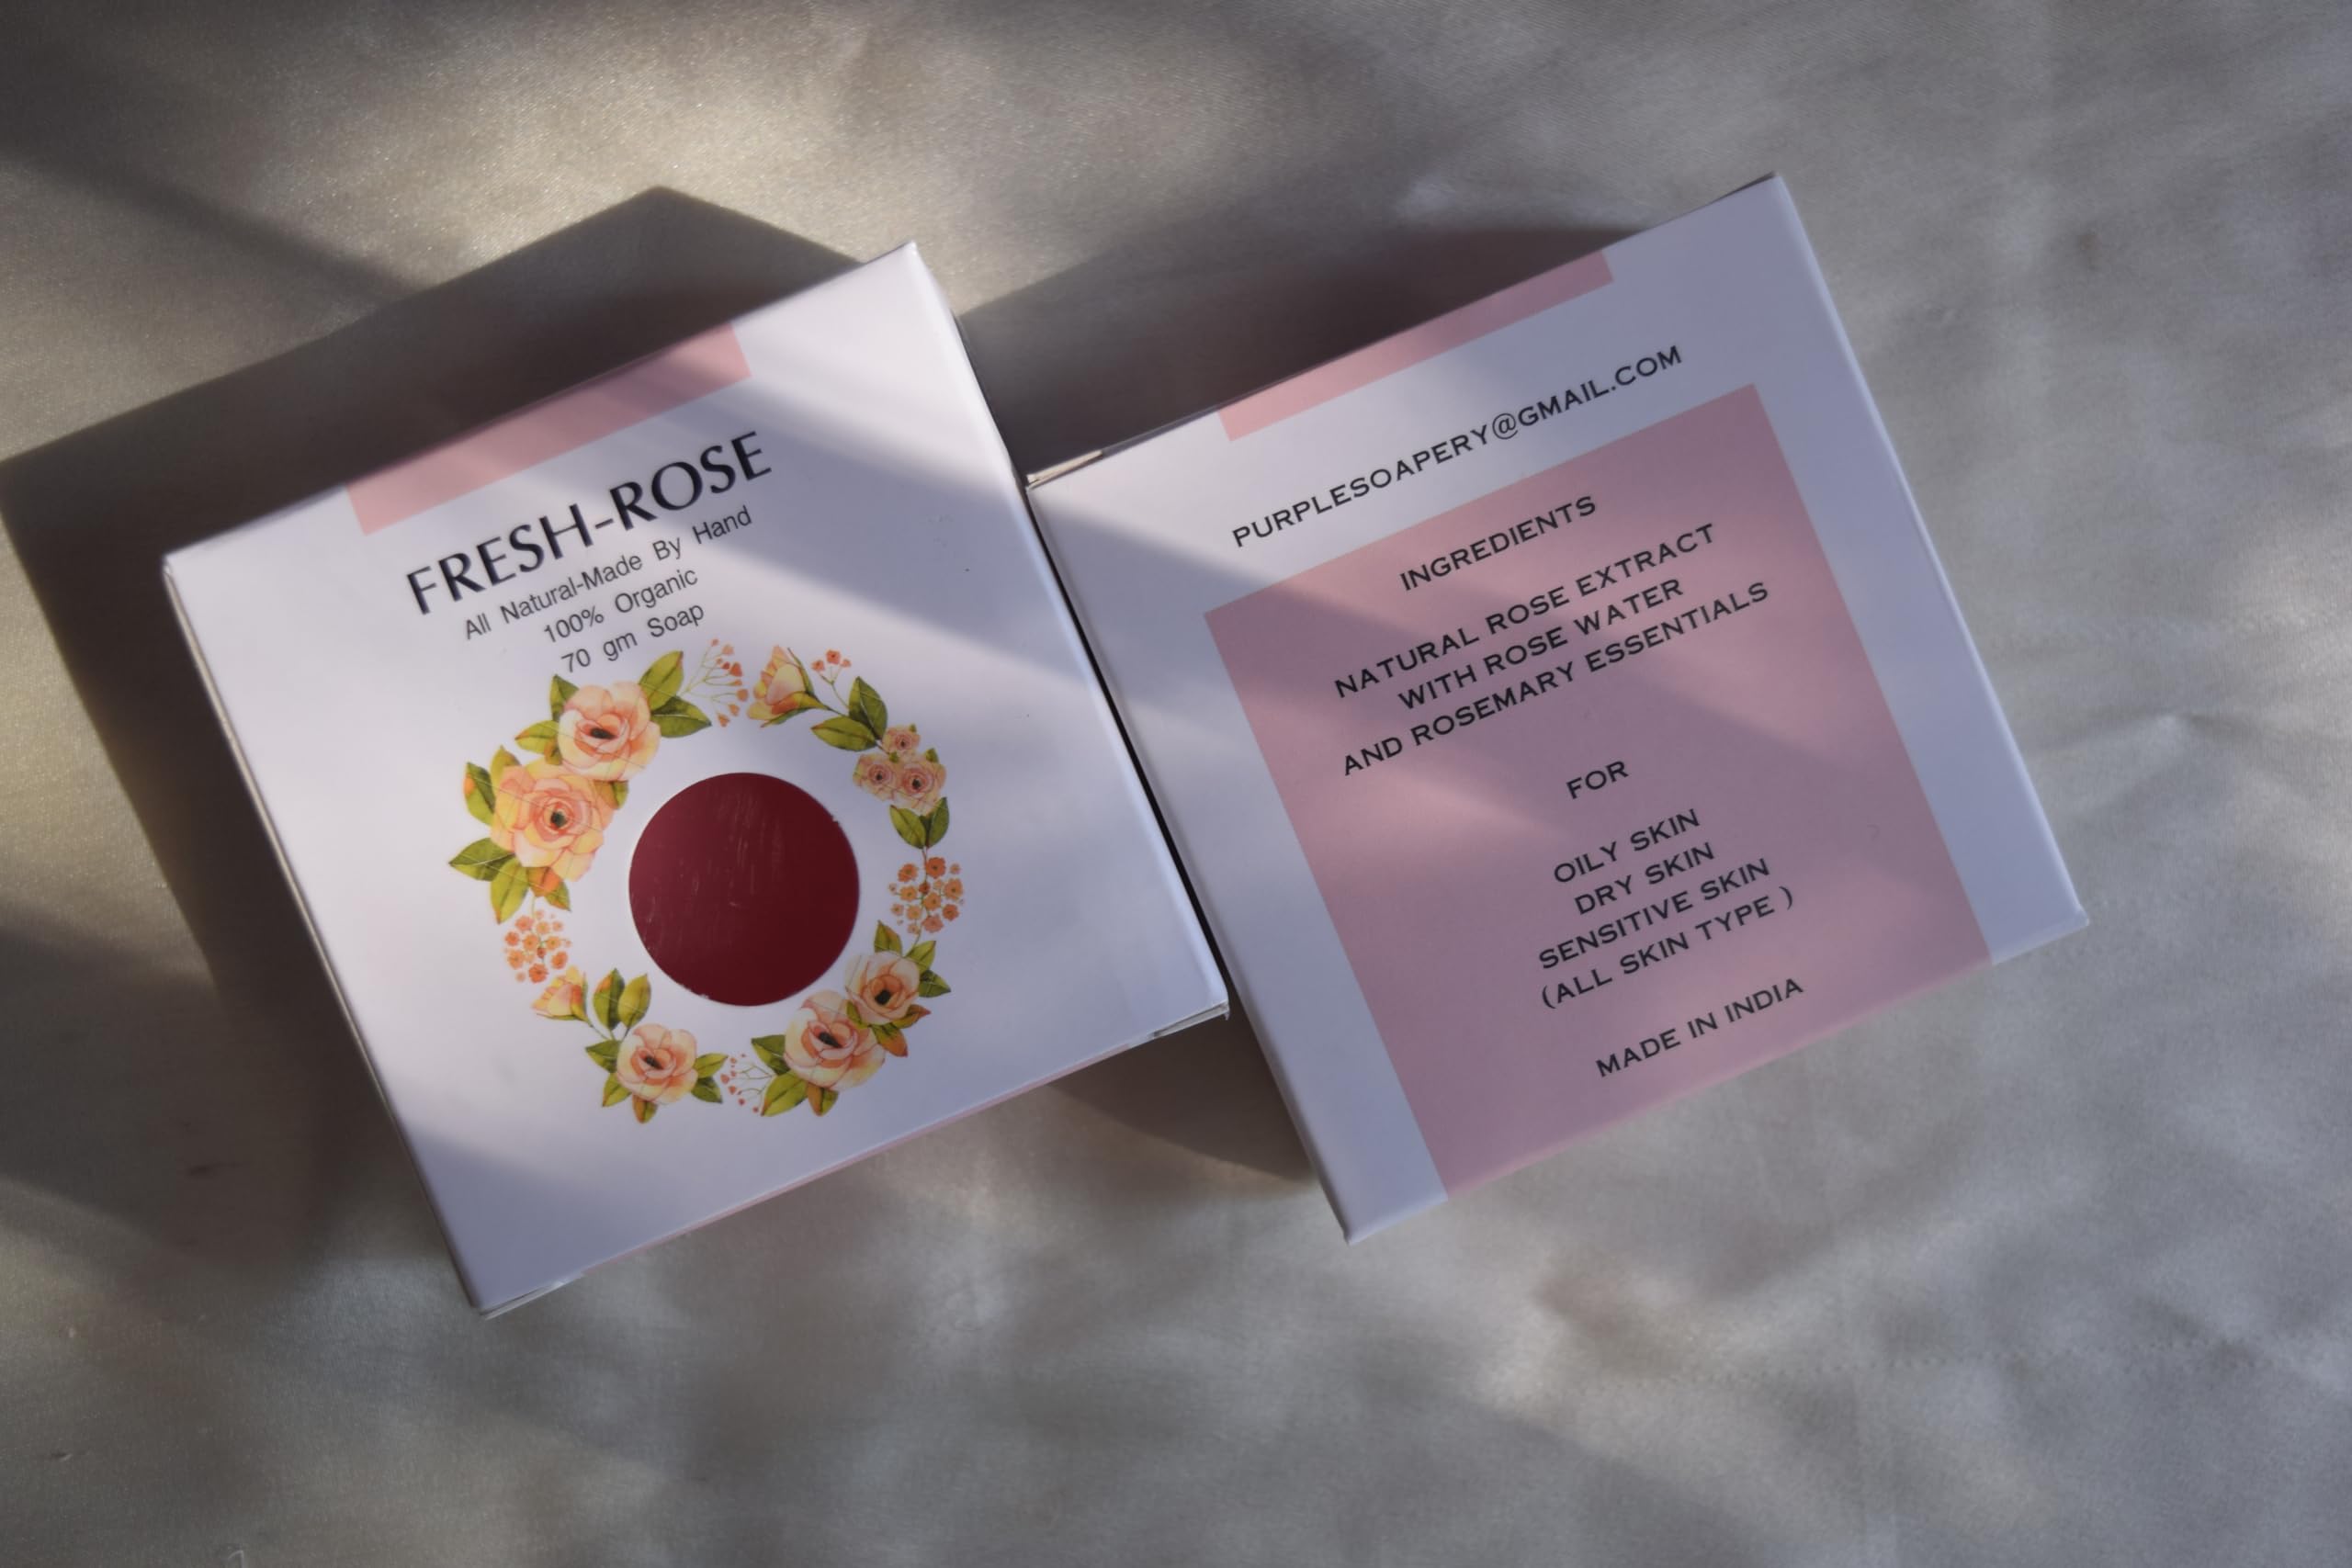 FRESH-ROSE
All Natural-Made By Hand
100% Organic
70 gm Soap
PURPLESOAPERY@GMAIL.COM
INGREDIENTS
NATURAL ROSE EXTRACT
WITH ROSE WATER
AND ROSEMARY ESSENTIALS
FOR
OILY SKIN
DRY SKIN
SENSITIVE SKIN
(ALL SKIN TYPE )
MADE IN INDIA